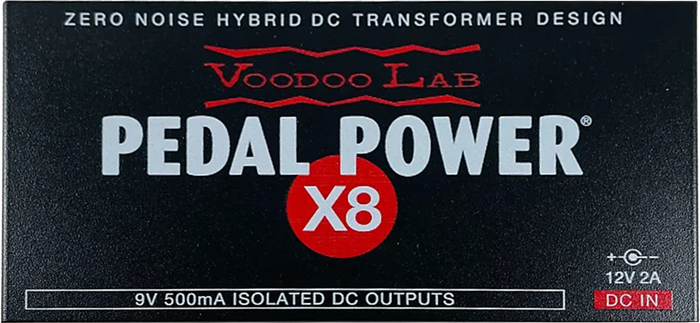 ZERO NOISE HYBRID DC TRANSFORMER DESIGN
VOODOO LAB
PEDAL POWER®
X8
12V 2A
9V 500mA ISOLATED DC OUTPUTS
DC IN